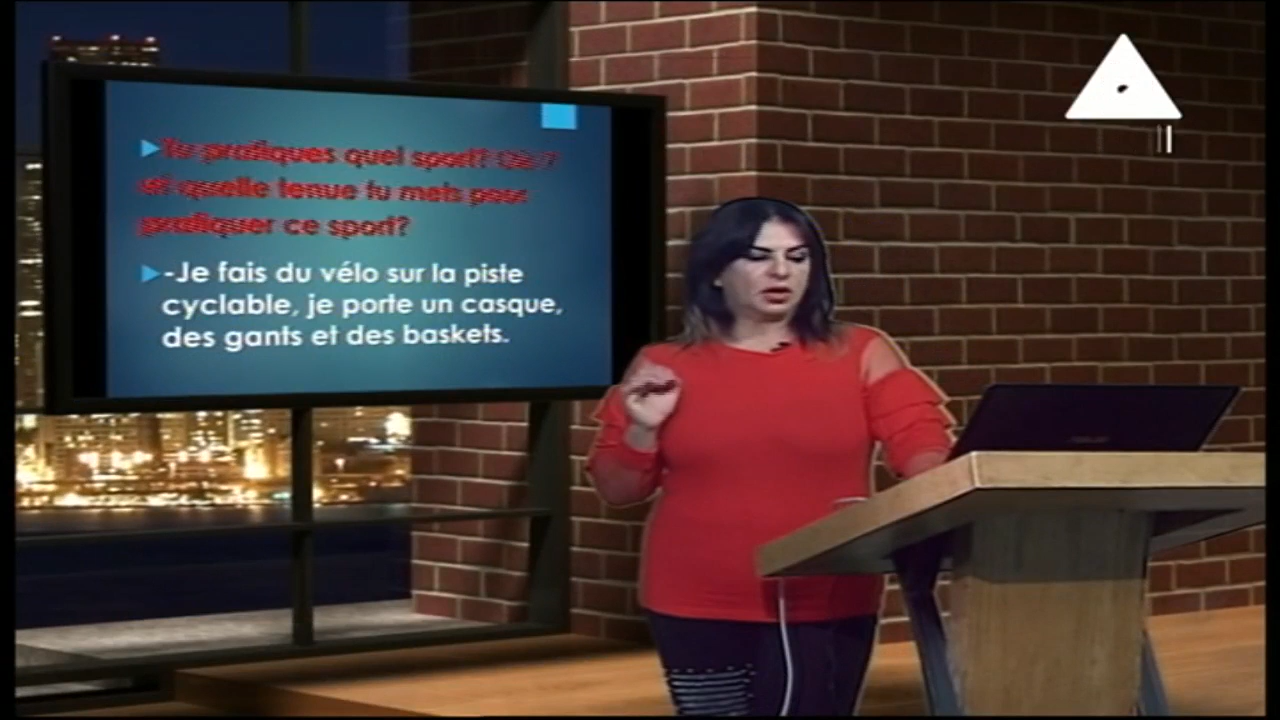 Tu pratiques quel sport? Où ?
et quelle tenue tu mets pour
pratiquer ce sport?
-Je fais du vélo sur la piste
cyclable, je porte un casque,
des gants et des baskets.